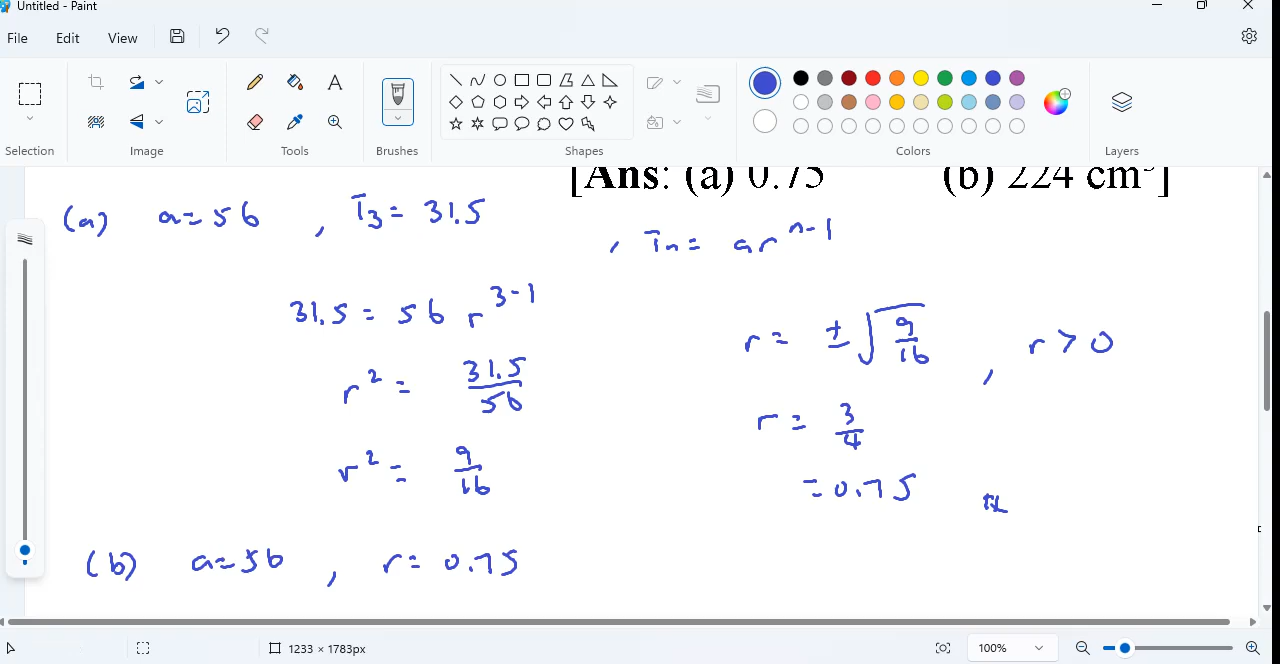 Untitled - Paint
File Edit View
Selection Image Tools Brushes Shapes Colors Layers
[Ans: (a) 0.75 (b) 224 cm³]
(a) a=56 , T₃ = 31.5
, Tₙ = ar^(n-1)
31.5 = 56 r^(3-1)
r = ±√(9/16) , r > 0
r² = 31.5/56
r = 3/4
r² = 9/16
= 0.75 #
(b) a=56 , r = 0.75
1233 × 1783px 100%